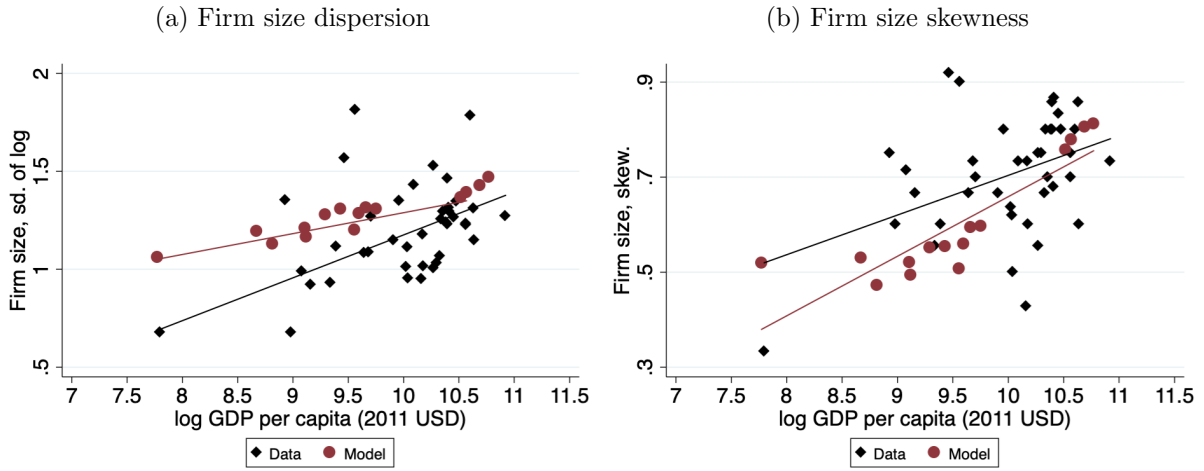 (a) Firm size dispersion
Firm size, sd. of log
2
1.5
1
.5
7 7.5 8 8.5 9 9.5 10 10.5 11 11.5
log GDP per capita (2011 USD)
Data Model
(b) Firm size skewness
Firm size, skew.
.9
.7
.5
.3
7 7.5 8 8.5 9 9.5 10 10.5 11 11.5
log GDP per capita (2011 USD)
Data Model